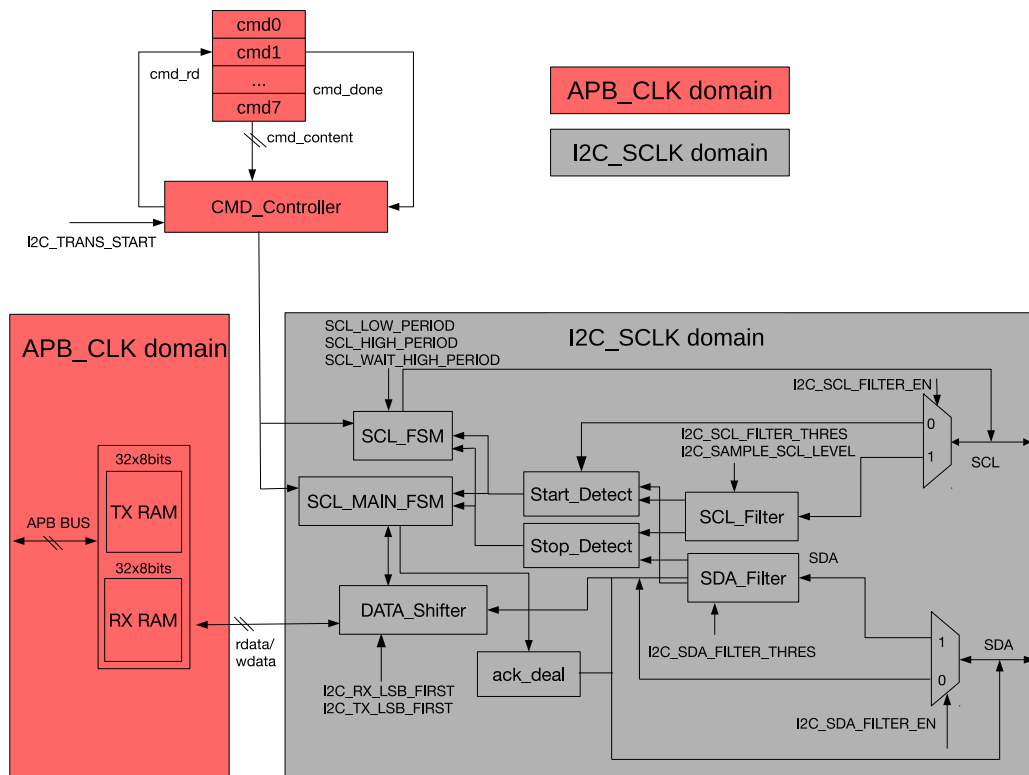 cmd0
cmd1
...
cmd7
cmd_rd
cmd_done
cmd_content
CMD_Controller
I2C_TRANS_START
APB_CLK domain
I2C_SCLK domain
APB_CLK domain
32x8bits
TX RAM
APB BUS
32x8bits
RX RAM
rdata/
wdata
I2C_SCLK domain
SCL_LOW_PERIOD
SCL_HIGH_PERIOD
SCL_WAIT_HIGH_PERIOD
I2C_SCL_FILTER_EN
0
1
SCL
SCL_FSM
I2C_SCL_FILTER_THRES
I2C_SAMPLE_SCL_LEVEL
SCL_MAIN_FSM
Start_Detect
SCL_Filter
Stop_Detect
SDA
SDA_Filter
DATA_Shifter
I2C_SDA_FILTER_THRES
1
0
SDA
ack_deal
I2C_RX_LSB_FIRST
I2C_TX_LSB_FIRST
I2C_SDA_FILTER_EN